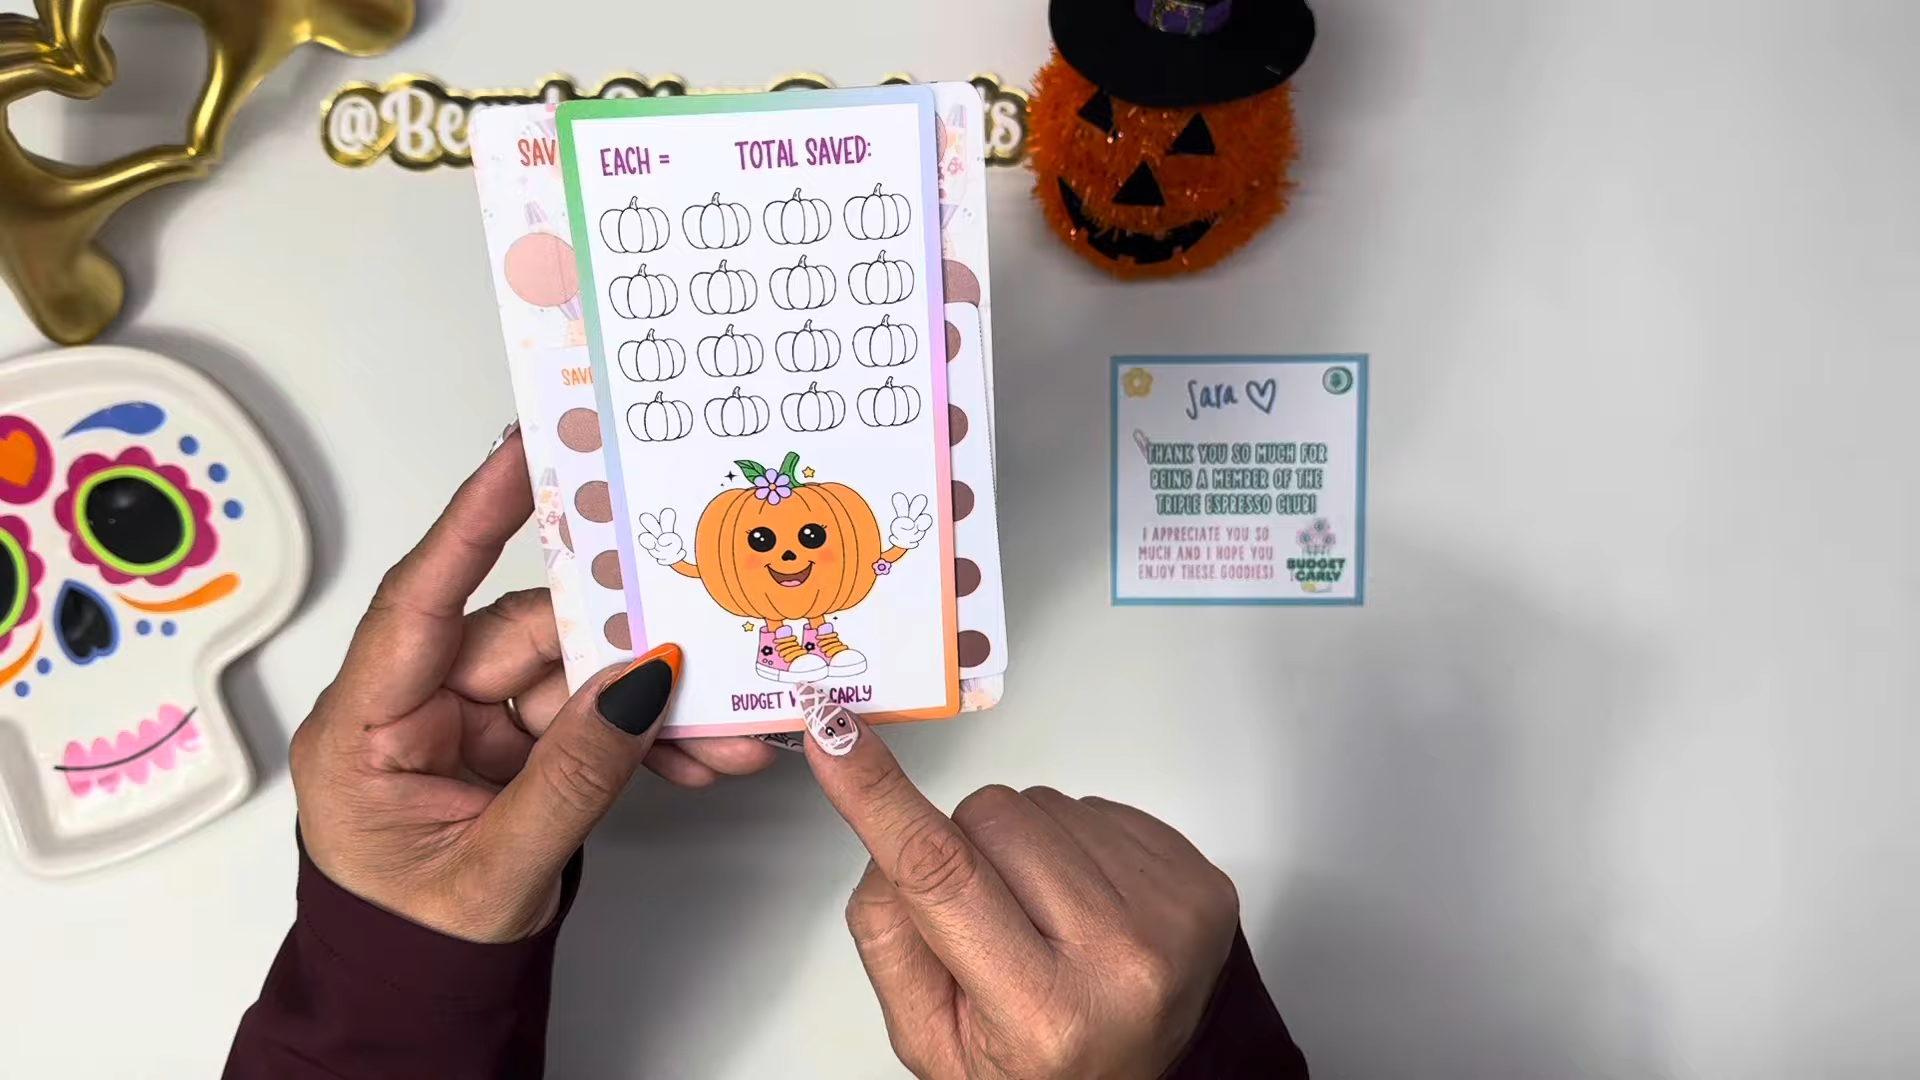 SAV
EACH =
TOTAL SAVED:
SAVE
BUDGET CARLY
Sara
THANK YOU SO MUCH FOR
BEING A MEMBER OF THE
TRIPLE ESPRESSO CLUB!
I APPRECIATE YOU SO
MUCH AND I HOPE YOU
ENJOY THESE GOODIES!
BUDGET
CARLY